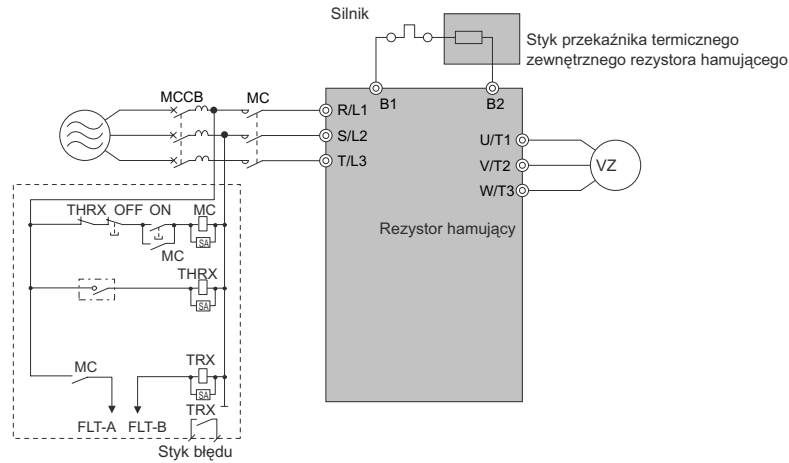 Silnik
Styk przekaźnika termicznego
zewnętrznego rezystora hamującego
MCCB
MC
B1
B2
R/L1
S/L2
T/L3
U/T1
V/T2
W/T3
VZ
Rezystor hamujący
THRX OFF ON MC
SA
MC
THRX
SA
MC
TRX
SA
TRX
FLT-A FLT-B
Styk błędu